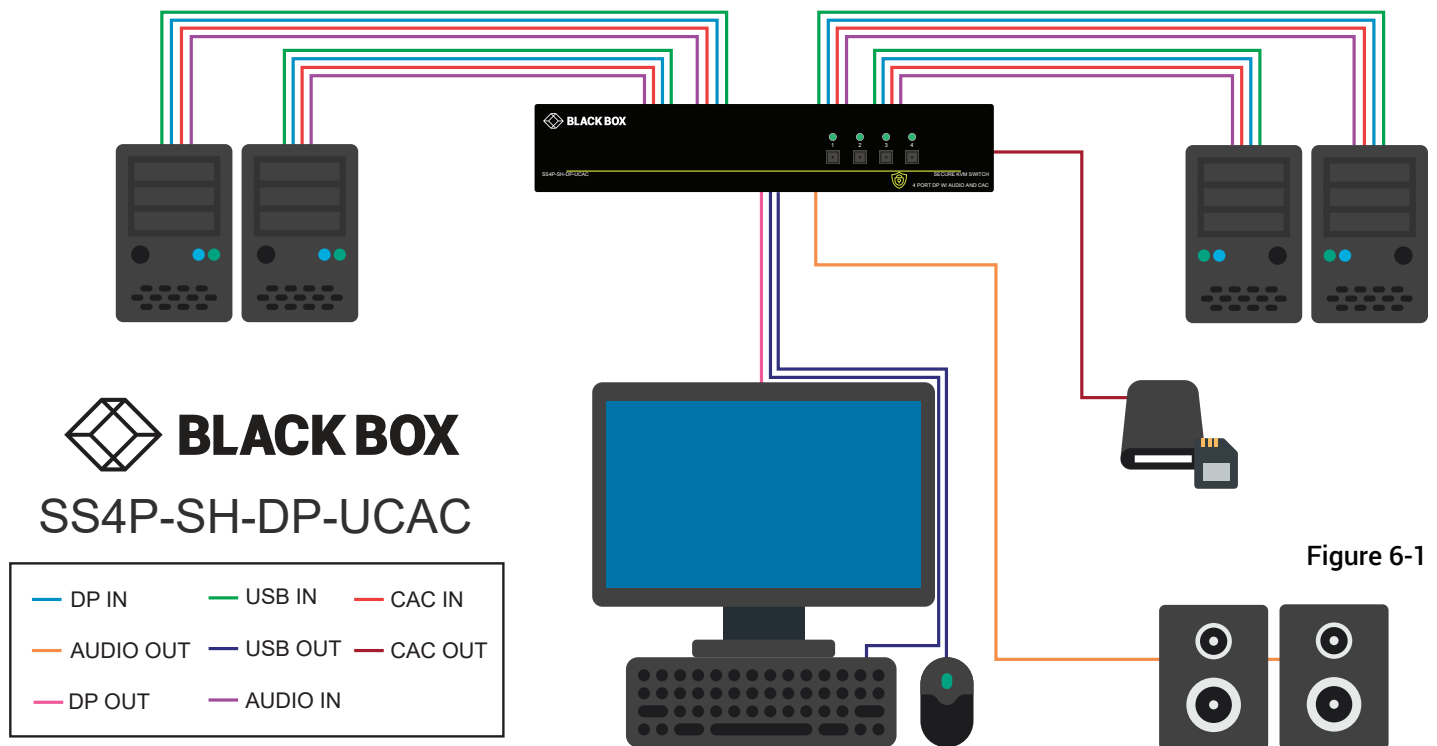 BLACK BOX
1 2 3 4
SS4P-SH-DP-UCAC
SECURE KVM SWITCH
4 PORT DP W/ AUDIO AND CAC
BLACK BOX
SS4P-SH-DP-UCAC
Figure 6-1
DP IN USB IN CAC IN
AUDIO OUT USB OUT CAC OUT
DP OUT AUDIO IN